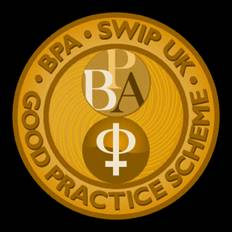 · BPA · SWIP UK ·
GOOD PRACTICE SCHEME
BPA